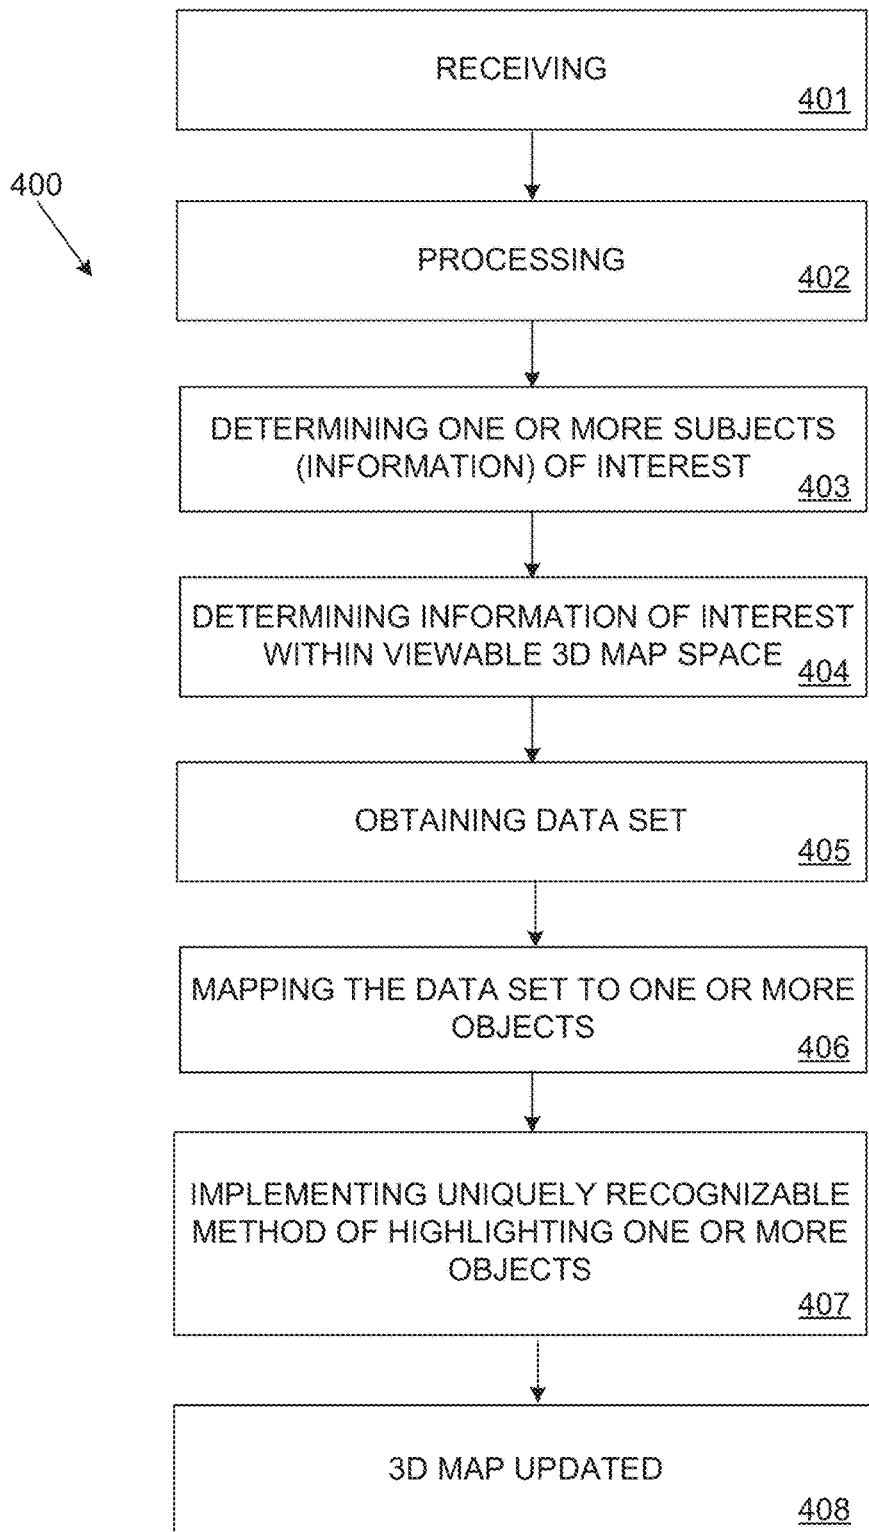 RECEIVING
401
400
PROCESSING
402
DETERMINING ONE OR MORE SUBJECTS
(INFORMATION) OF INTEREST
403
DETERMINING INFORMATION OF INTEREST
WITHIN VIEWABLE 3D MAP SPACE
404
OBTAINING DATA SET
405
MAPPING THE DATA SET TO ONE OR MORE
OBJECTS
406
IMPLEMENTING UNIQUELY RECOGNIZABLE
METHOD OF HIGHLIGHTING ONE OR MORE
OBJECTS
407
3D MAP UPDATED
408